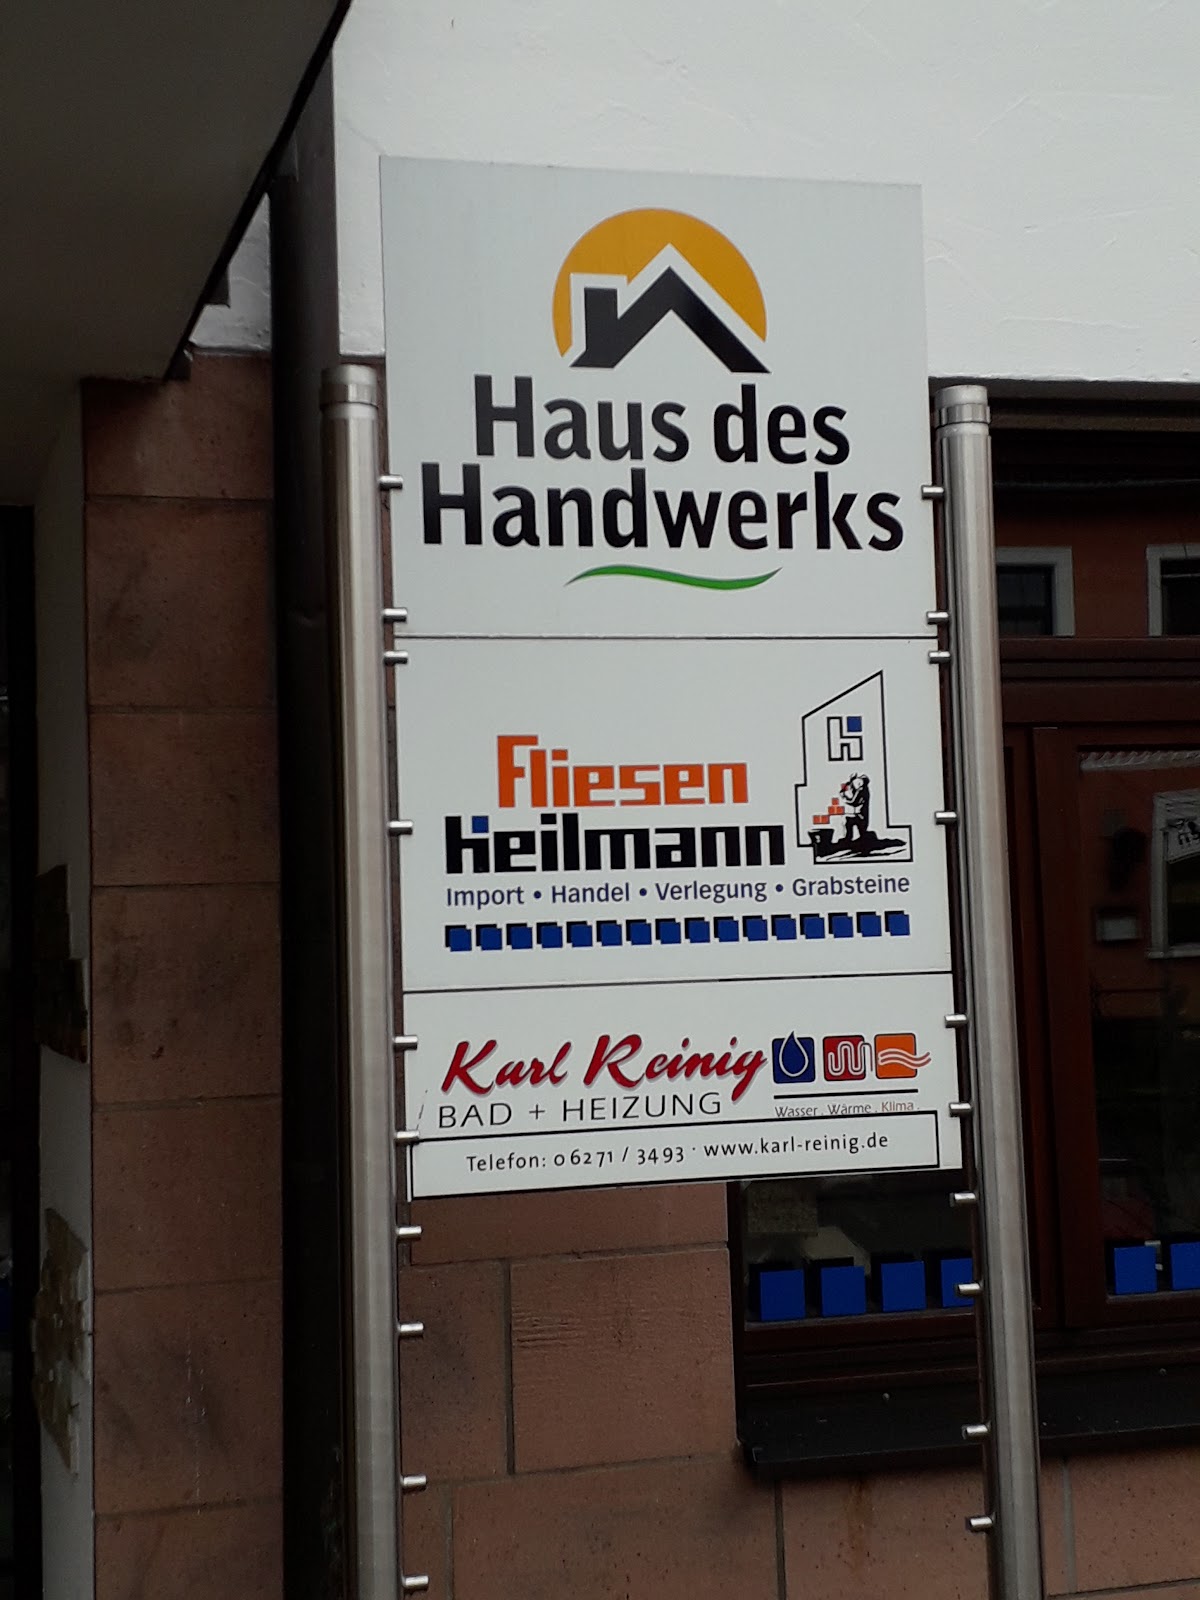 Haus des
Handwerks
Fliesen
Heilmann
Import • Handel • Verlegung • Grabsteine
Karl Reinig
BAD + HEIZUNG
Wasser . Wärme . Klima .
Telefon: 06271 / 3493 · www.karl-reinig.de